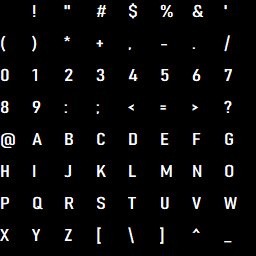 ! " # $ % & '
( ) * + , - . /
0 1 2 3 4 5 6 7
8 9 : ; < = > ?
@ A B C D E F G
H I J K L M N O
P Q R S T U V W
X Y Z [ \ ] ^ _